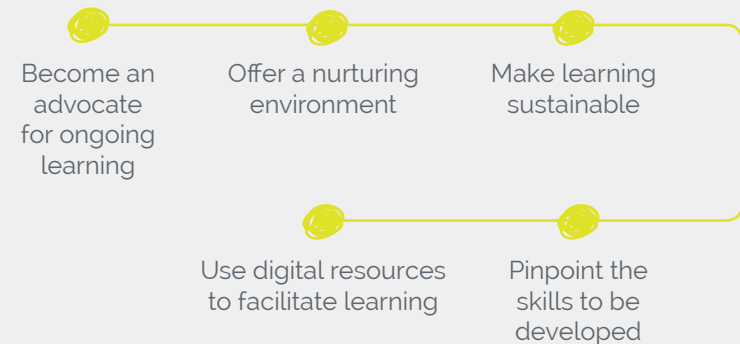 Become an
advocate
for ongoing
learning
Offer a nurturing
environment
Make learning
sustainable
Pinpoint the
skills to be
developed
Use digital resources
to facilitate learning